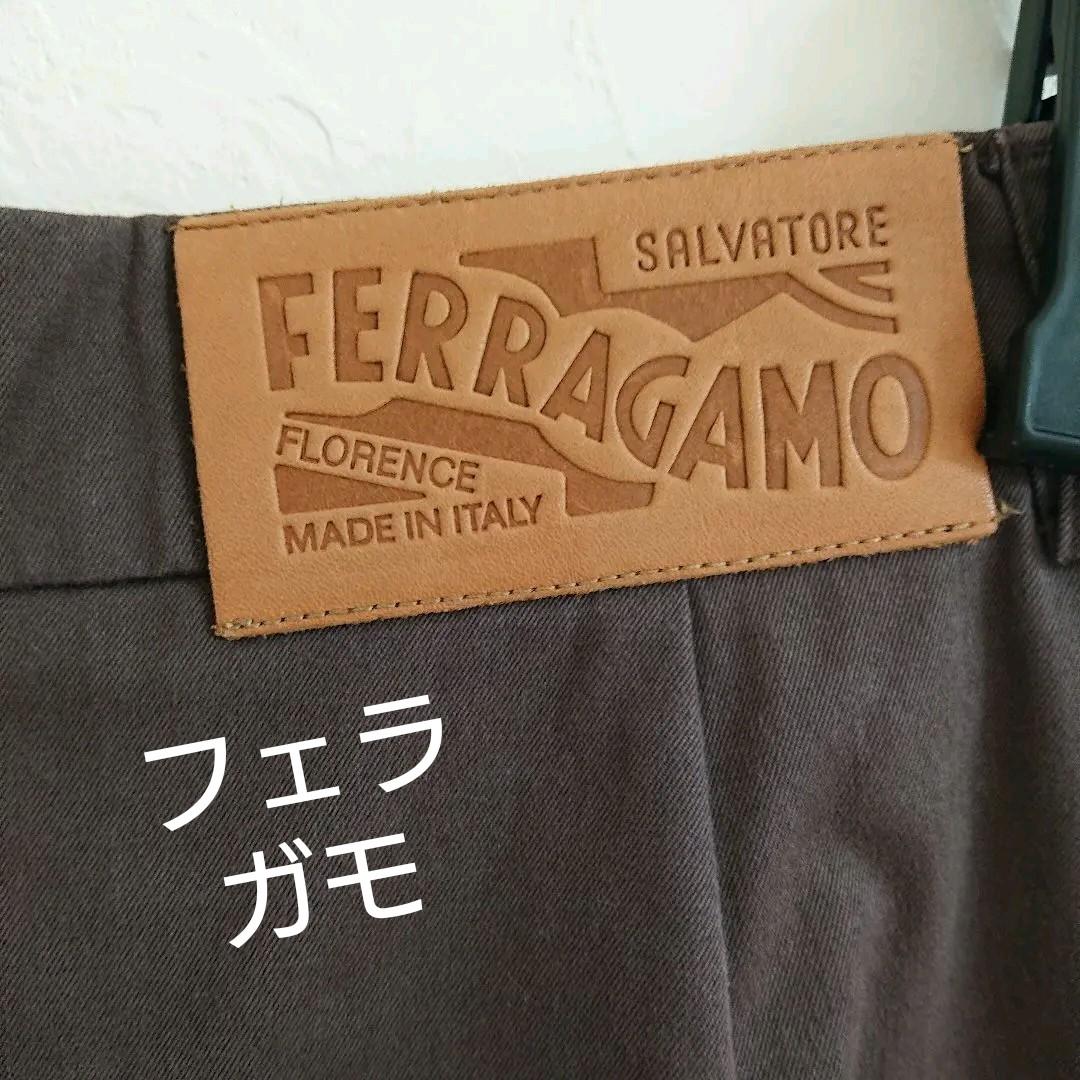 SALVATORE
FERRAGAMO
FLORENCE
MADE IN ITALY
フェラ
ガモ